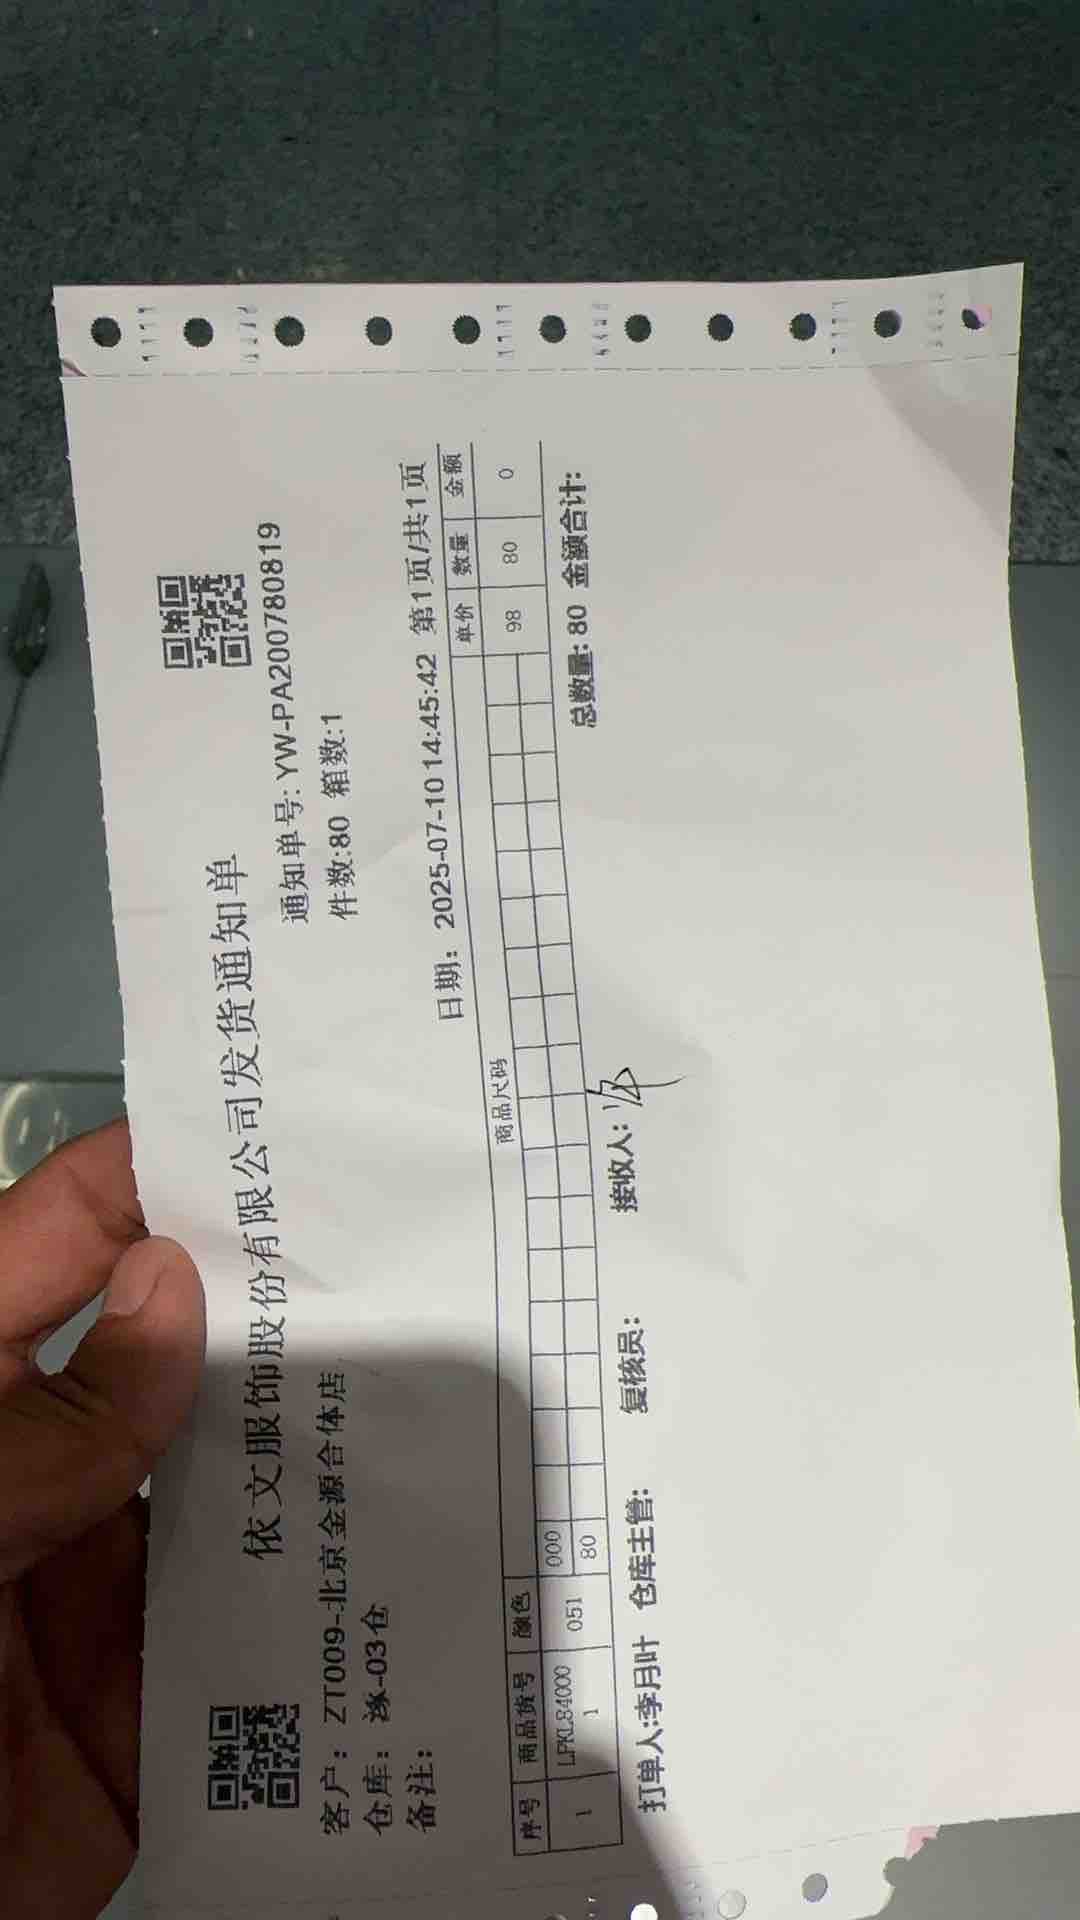 依文服饰股份有限公司发货通知单
通知单号: YW-PA200780819
客户: ZT009-北京金源合体店
件数:80 箱数:1
仓库: 涿-03仓
备注:
日期: 2025-07-10 14:45:42 第1页/共1页
序号 商品货号 颜色 商品尺码 单价 数量 金额
000
1 LPKL84000 1 051 80 98 80 0
总数量: 80 金额合计:
打单人:李月叶 仓库主管: 复核员: 接收人: